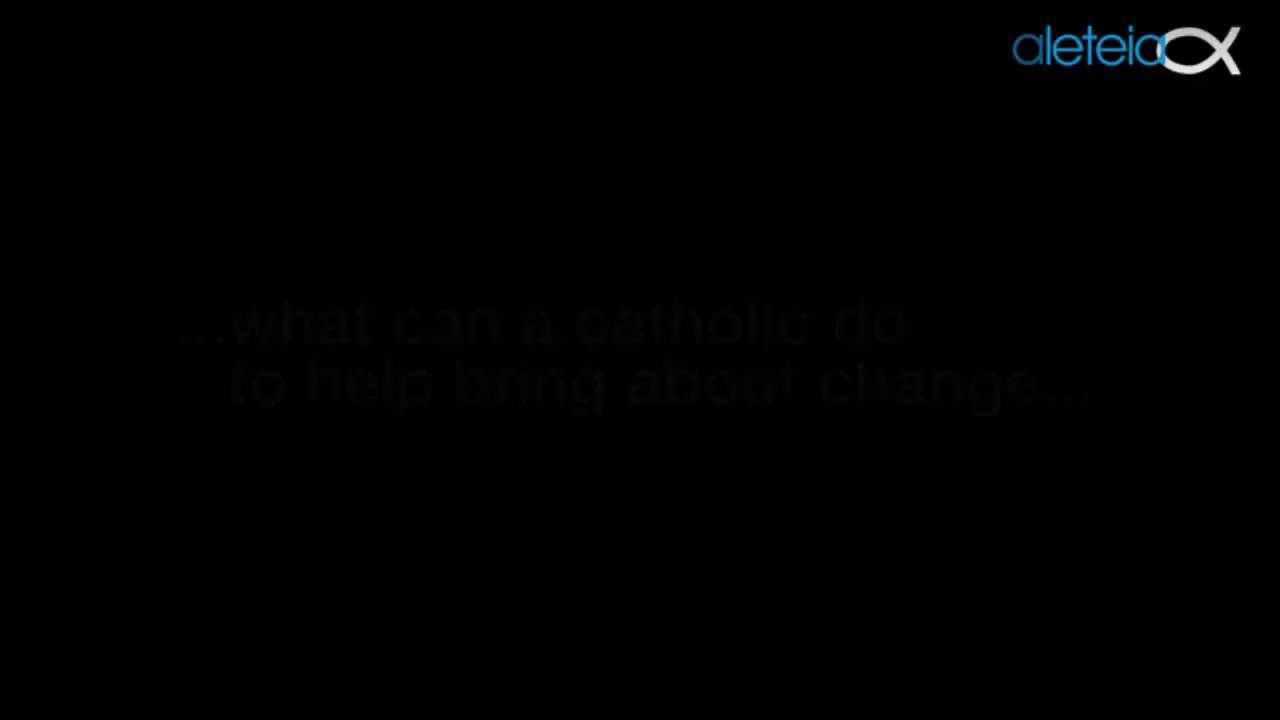 aleteia
...what can a catholic do
to help bring about change...